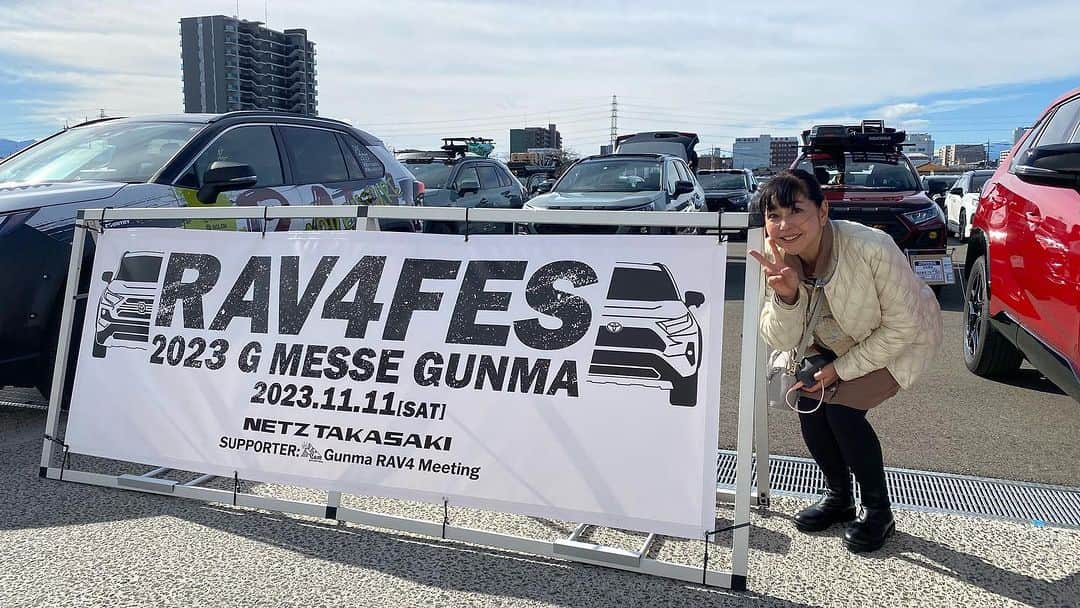 RAV4FES
2023 G MESSE GUNMA
2023.11.11[SAT]
NETZ TAKASAKI
SUPPORTER: Gunma RAV4 Meeting